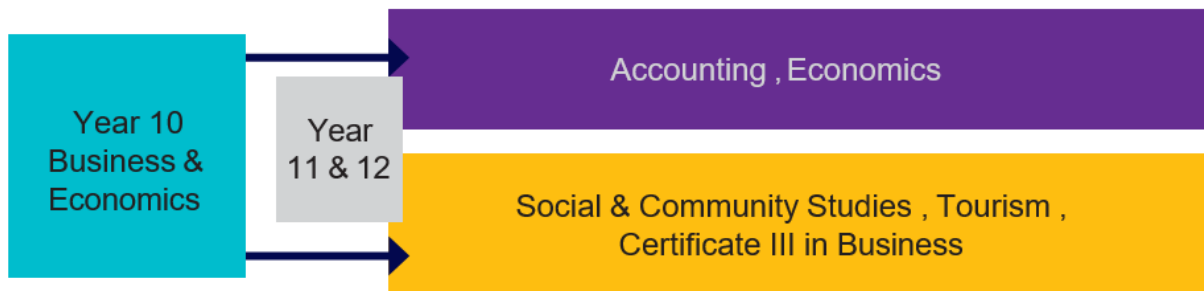 Year 10
Business &
Economics
Year
11 & 12
Accounting , Economics
Social & Community Studies , Tourism ,
Certificate III in Business